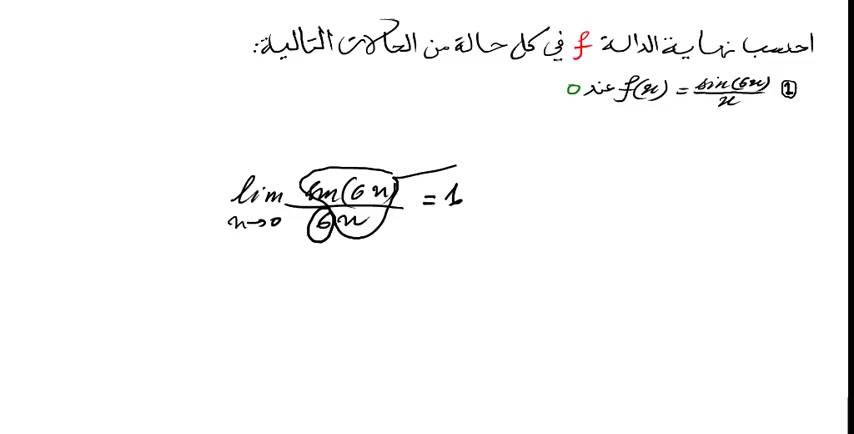 احسب نهاية الدالة f في كل حالة من الحالات التالية:
1 f(x) = sin(6x)/x عند 0
lim x→0 sin(6x)/6x = 1